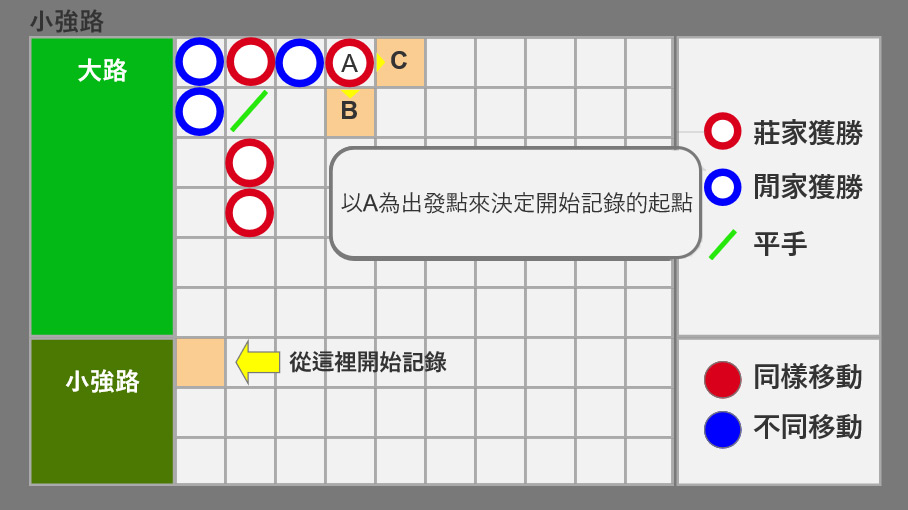 小強路
大路
A
C
B
以A為出發點來決定開始記錄的起點
莊家獲勝
閒家獲勝
平手
小強路
從這裡開始記錄
同樣移動
不同移動